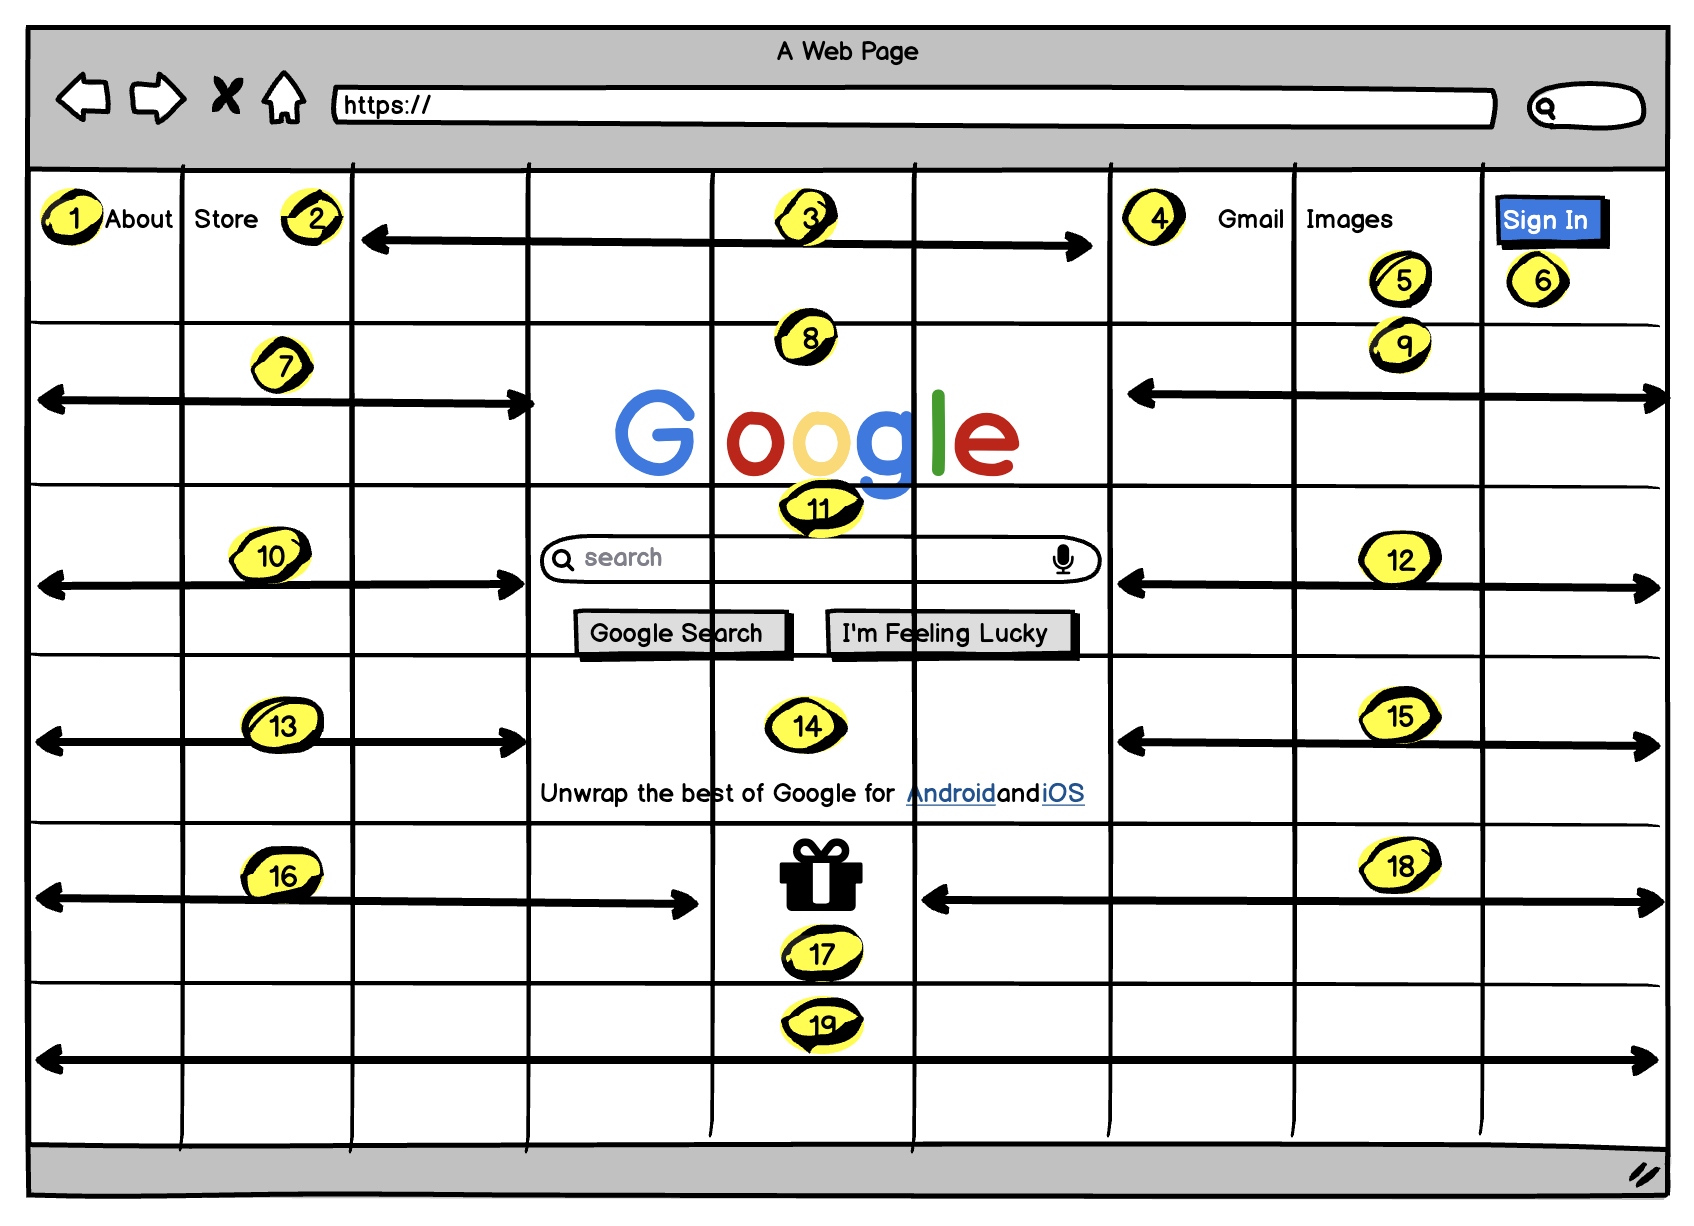 A Web Page
https://
1 About Store 2 3 4 Gmail Images Sign In
5 6
7 8 9
Google
11
10 search 12
Google Search I'm Feeling Lucky
13 14 15
Unwrap the best of Google for Android and iOS
16 18
17
19